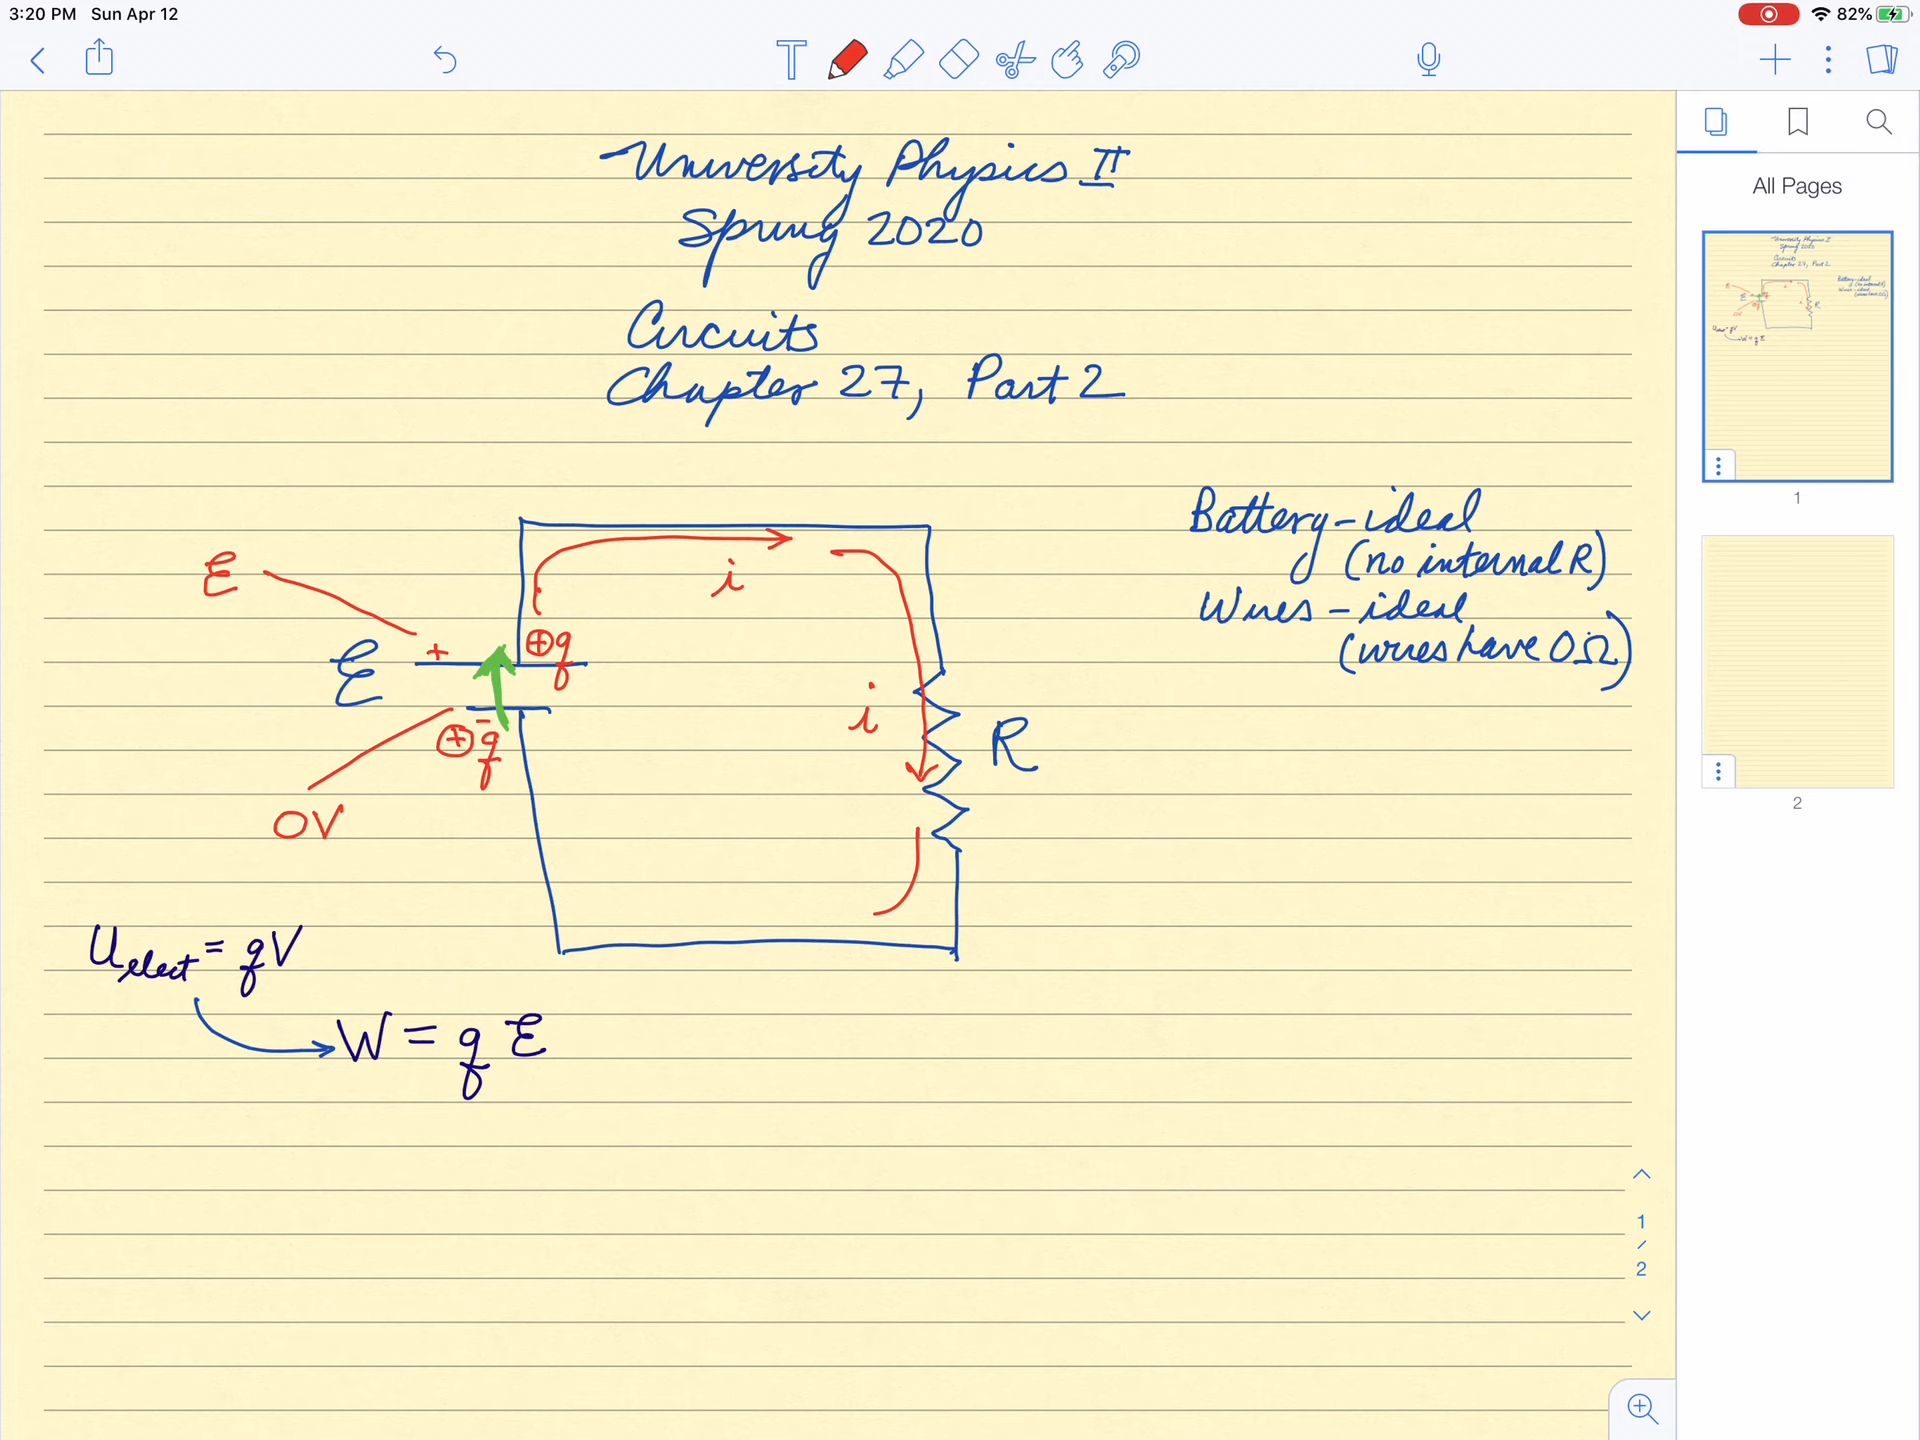 3:20 PM Sun Apr 12
82%
All Pages
University Physics II
Spring 2020
Circuits
Chapter 27, Part 2
Battery - ideal
(no internal R)
Wires - ideal
(wires have 0Ω)
ℰ
i
+
⊕q
ℰ
-
⊕q
i
R
0V
U_elect = qV
W = q ℰ
1
2
1
/
2